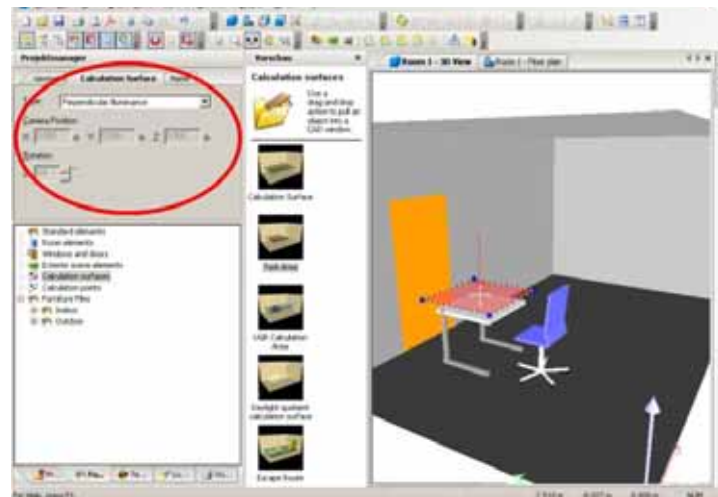 Projektmanager
Calculation Surface
Perpendicular Illuminance
Camera Position
Rotation
Standard elements
Room elements
Windows and doors
Exterior scene elements
Calculation surfaces
Calculation points
Furniture Files
Indoor
Outdoor
Vorschau
Calculation surfaces
Use a
drag and drop
action to pull an
object into a
CAD window.
Calculation Surface
Task Area
UGR Calculation
Area
Daylight quotient
calculation surface
Escape Route
Room 1 - 3D View
Room 1 - Floor plan